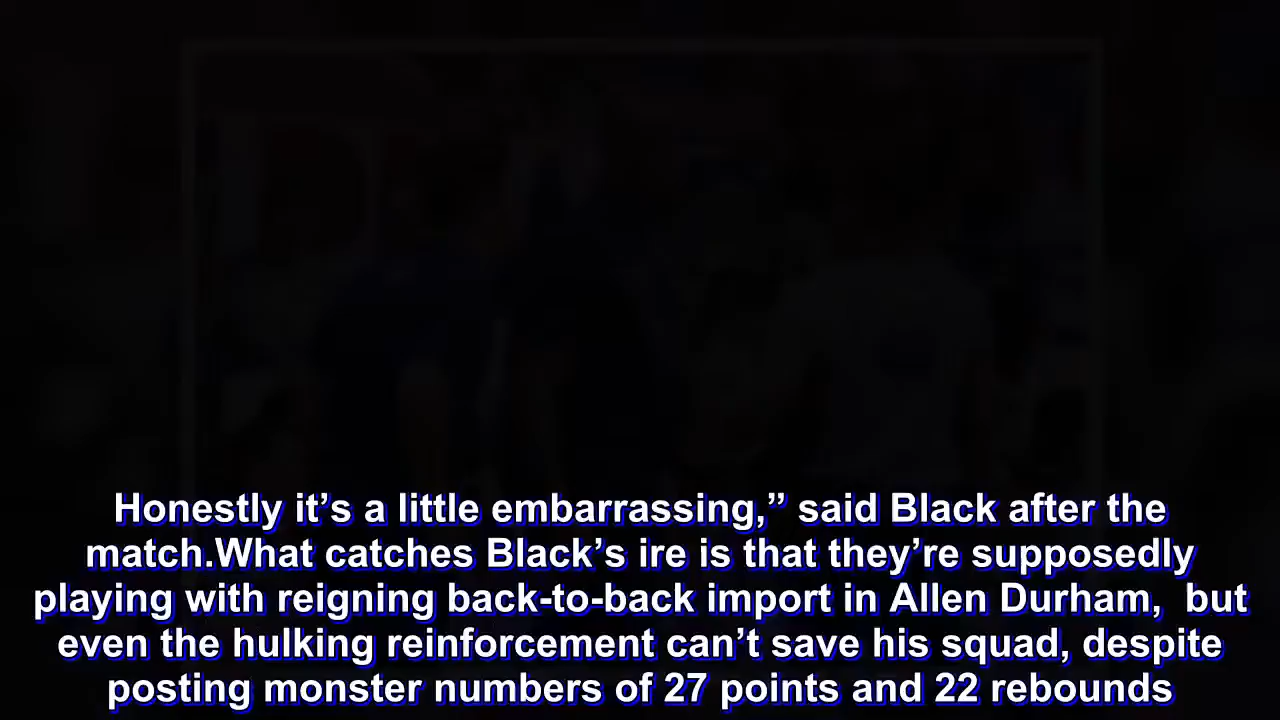 Honestly it’s a little embarrassing,” said Black after the
match.What catches Black’s ire is that they’re supposedly
playing with reigning back-to-back import in Allen Durham,  but
even the hulking reinforcement can’t save his squad, despite
posting monster numbers of 27 points and 22 rebounds